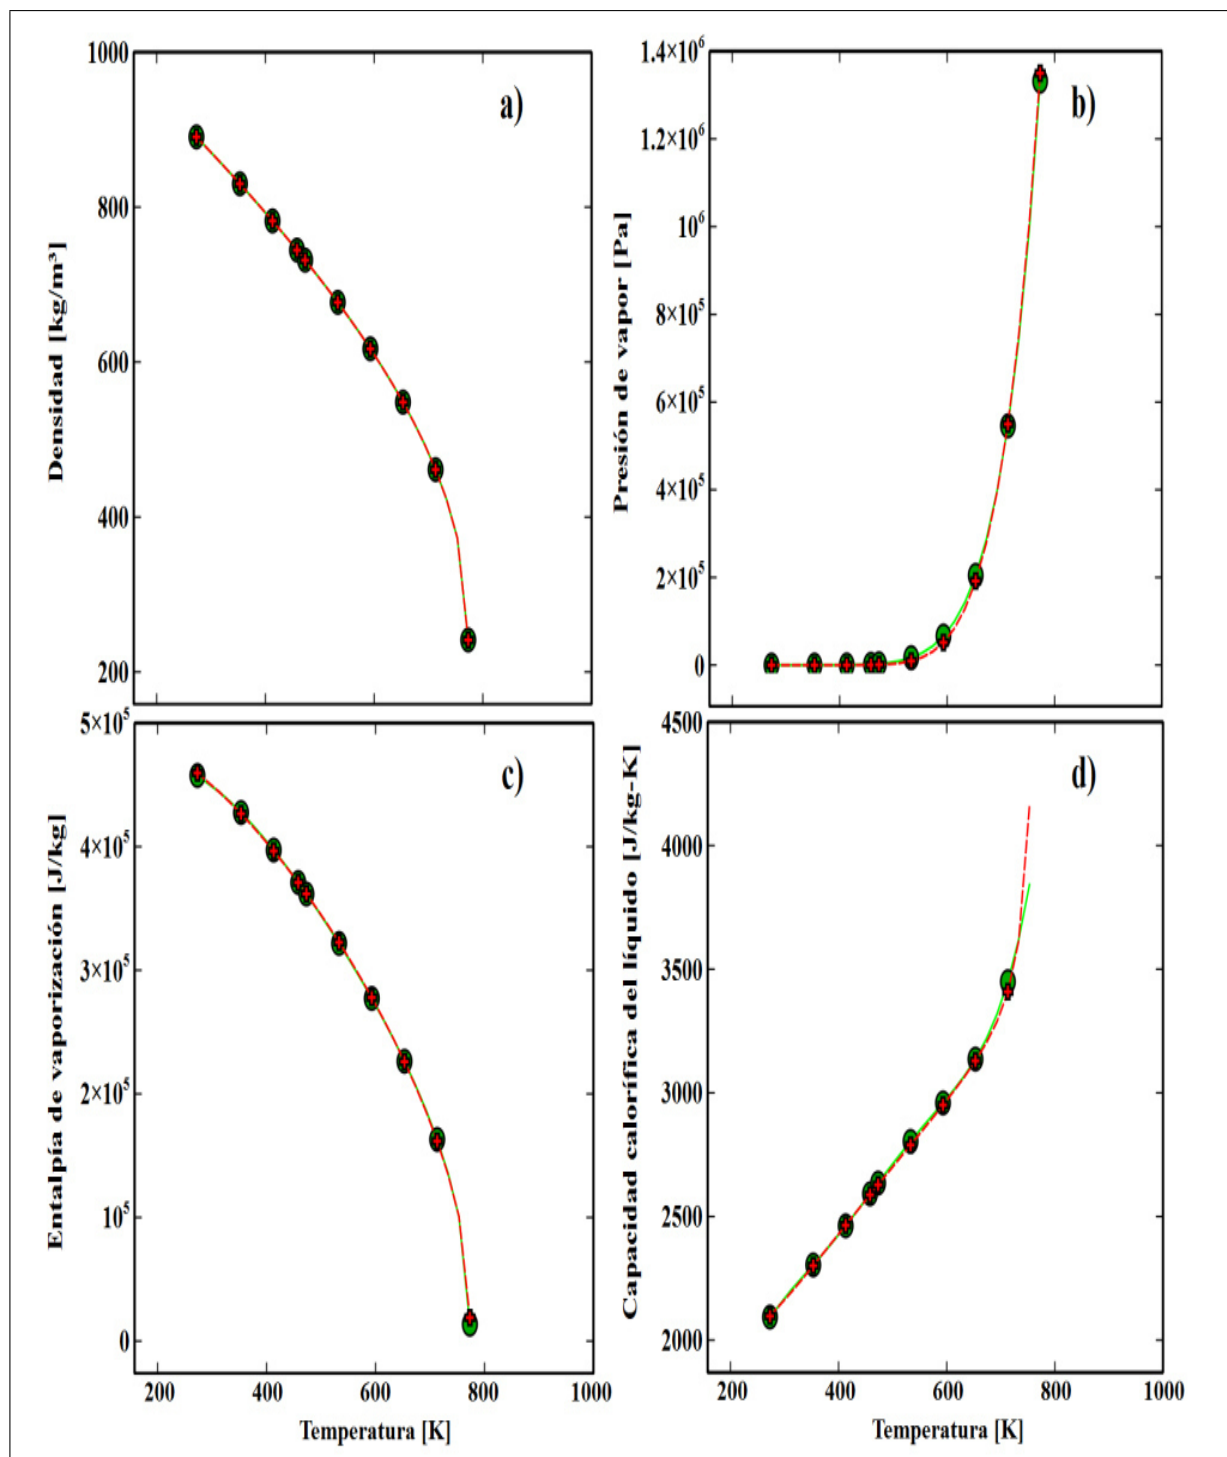 a)
Densidad [kg/m³]
1000
800
600
400
200
b)
Presión de vapor [Pa]
1.4×10⁶
1.2×10⁶
10⁶
8×10⁵
6×10⁵
4×10⁵
2×10⁵
0
c)
Entalpía de vaporización [J/kg]
5×10⁵
4×10⁵
3×10⁵
2×10⁵
10⁵
0
200 400 600 800 1000
Temperatura [K]
d)
Capacidad calorífica del líquido [J/kg-K]
4500
4000
3500
3000
2500
2000
200 400 600 800 1000
Temperatura [K]